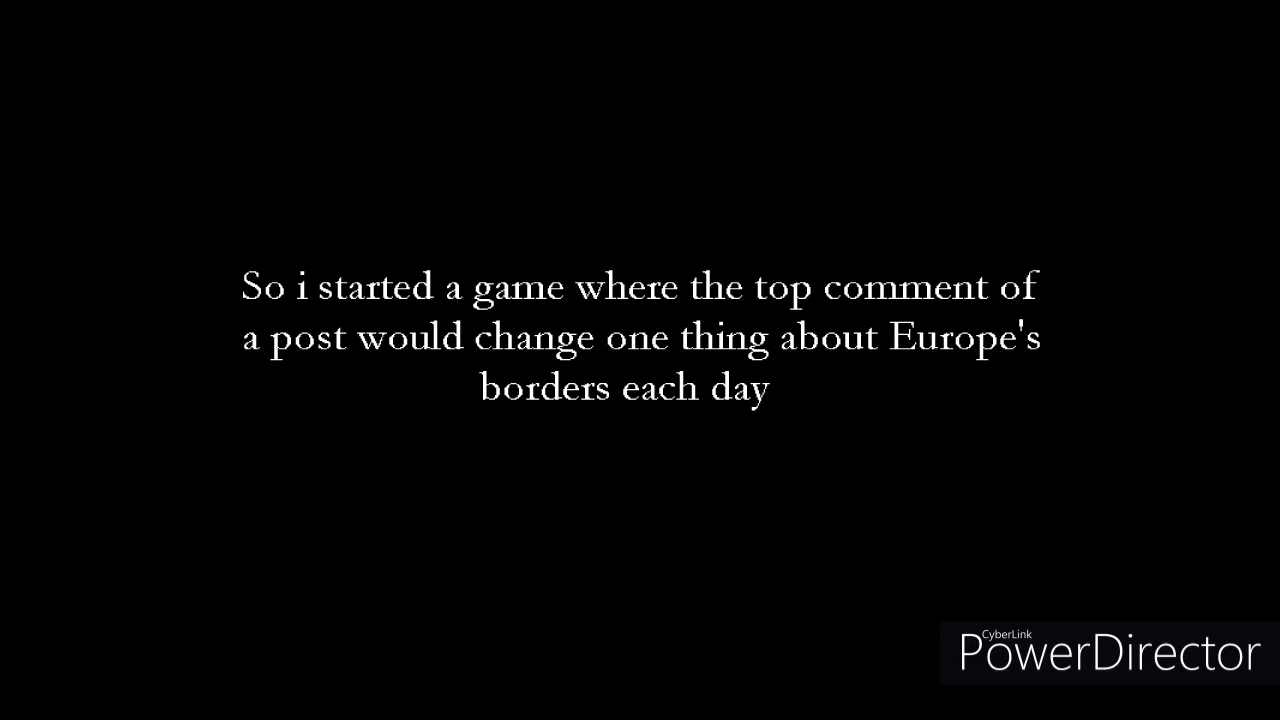 So i started a game where the top comment of
a post would change one thing about Europe's
borders each day
CyberLink
PowerDirector